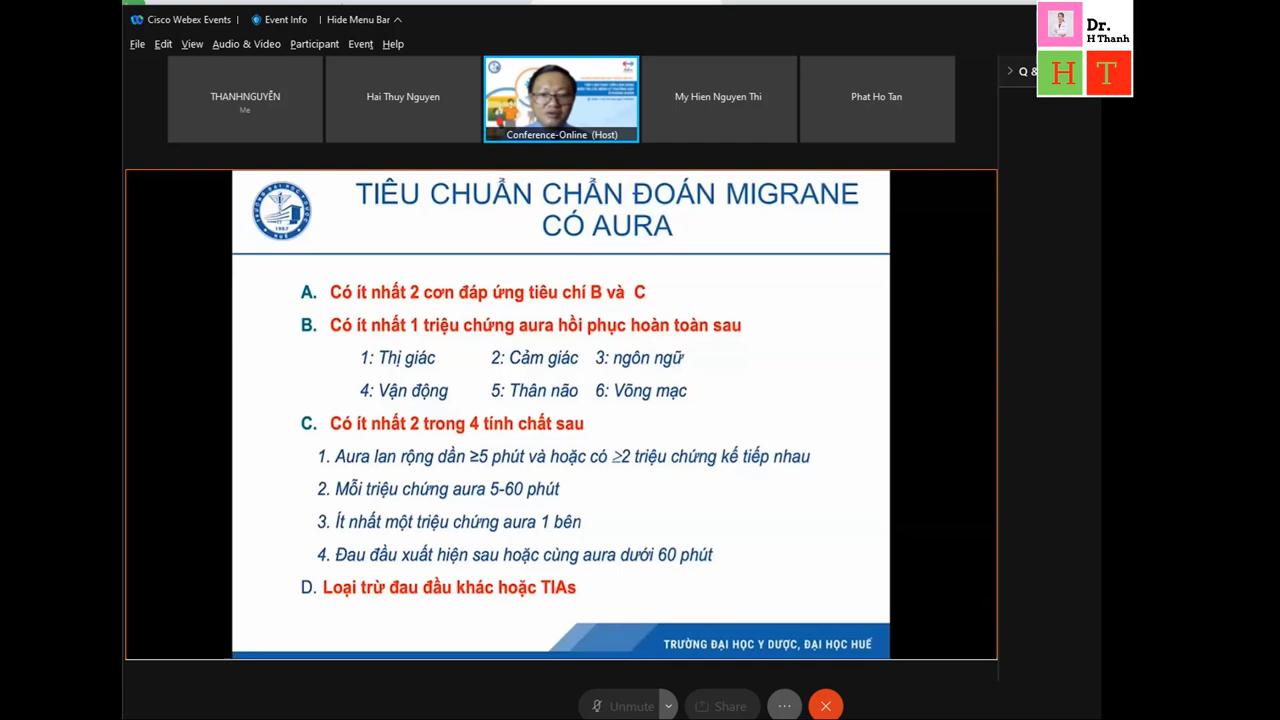 Cisco Webex Events
Event Info
Hide Menu Bar
File Edit View Audio & Video Participant Event Help
Dr.
H Thanh
H T
Q &
THANHNGUYỄN
Me
Hai Thuy Nguyen
Conference-Online (Host)
My Hien Nguyen Thi
Phat Ho Tan
TIÊU CHUẨN CHẨN ĐOÁN MIGRANE
CÓ AURA
A. Có ít nhất 2 cơn đáp ứng tiêu chí B và C
B. Có ít nhất 1 triệu chứng aura hồi phục hoàn toàn sau
1: Thị giác 2: Cảm giác 3: ngôn ngữ
4: Vận động 5: Thân não 6: Võng mạc
C. Có ít nhất 2 trong 4 tính chất sau
1. Aura lan rộng dần ≥5 phút và hoặc có ≥2 triệu chứng kế tiếp nhau
2. Mỗi triệu chứng aura 5-60 phút
3. Ít nhất một triệu chứng aura 1 bên
4. Đau đầu xuất hiện sau hoặc cùng aura dưới 60 phút
D. Loại trừ đau đầu khác hoặc TIAs
TRƯỜNG ĐẠI HỌC Y DƯỢC, ĐẠI HỌC HUẾ
Unmute
Share